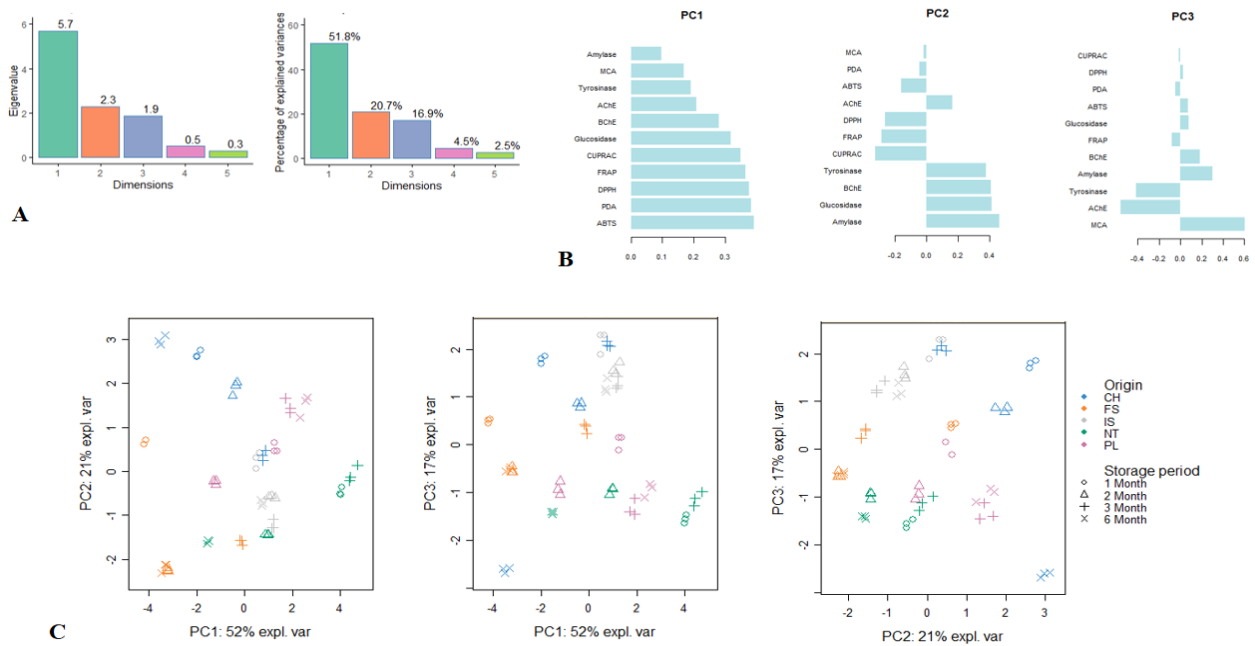 6
4
2
0
Eigenvalue
5.7
2.3
1.9
0.5
0.3
1 2 3 4 5
Dimensions
60
40
20
0
Percentage of explained variances
51.8%
20.7%
16.9%
4.5%
2.5%
1 2 3 4 5
Dimensions
A
PC1
Amylase
MCA
Tyrosinase
AChE
BChE
Glucosidase
CUPRAC
FRAP
DPPH
PDA
ABTS
0.0 0.1 0.2 0.3
PC2
MCA
PDA
ABTS
AChE
DPPH
FRAP
CUPRAC
Tyrosinase
BChE
Glucosidase
Amylase
-0.2 0.0 0.2 0.4
PC3
CUPRAC
DPPH
PDA
ABTS
Glucosidase
FRAP
BChE
Amylase
Tyrosinase
AChE
MCA
-0.4 -0.2 0.0 0.2 0.4 0.6
B
3
2
1
0
-1
-2
PC2: 21% expl. var
-4 -2 0 2 4
PC1: 52% expl. var
2
1
0
-1
-2
PC3: 17% expl. var
-4 -2 0 2 4
PC1: 52% expl. var
2
1
0
-1
-2
PC3: 17% expl. var
-2 -1 0 1 2 3
PC2: 21% expl. var
Origin
CH
FS
IS
NT
PL
Storage period
1 Month
2 Month
3 Month
6 Month
C